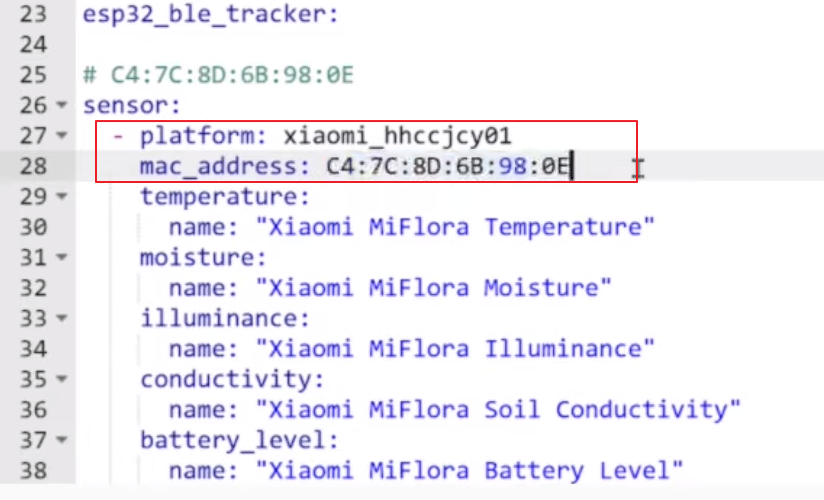 23 esp32_ble_tracker:
24
25 # C4:7C:8D:6B:98:0E
26 sensor:
27 - platform: xiaomi_hhccjcy01
28 mac_address: C4:7C:8D:6B:98:0E
29 temperature:
30 name: "Xiaomi MiFlora Temperature"
31 moisture:
32 name: "Xiaomi MiFlora Moisture"
33 illuminance:
34 name: "Xiaomi MiFlora Illuminance"
35 conductivity:
36 name: "Xiaomi MiFlora Soil Conductivity"
37 battery_level:
38 name: "Xiaomi MiFlora Battery Level"